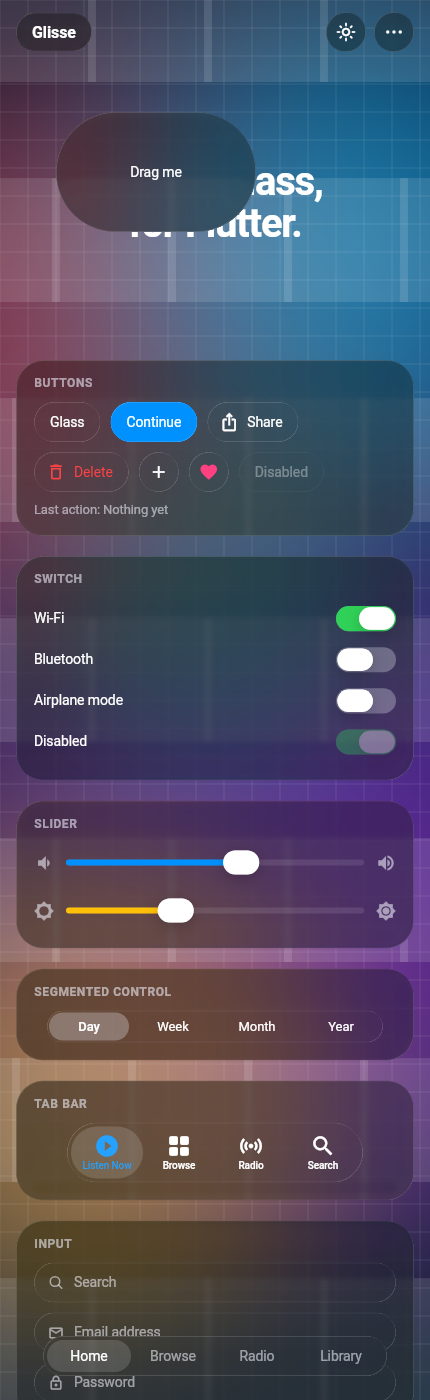 Glisse
Drag me
lass,
for Flutter.
BUTTONS
Glass
Continue
Share
Delete
Disabled
Last action: Nothing yet
SWITCH
Wi-Fi
Bluetooth
Airplane mode
Disabled
SLIDER
SEGMENTED CONTROL
Day Week Month Year
TAB BAR
Listen Now Browse Radio Search
INPUT
Search
Email address
Home Browse Radio Library
Password